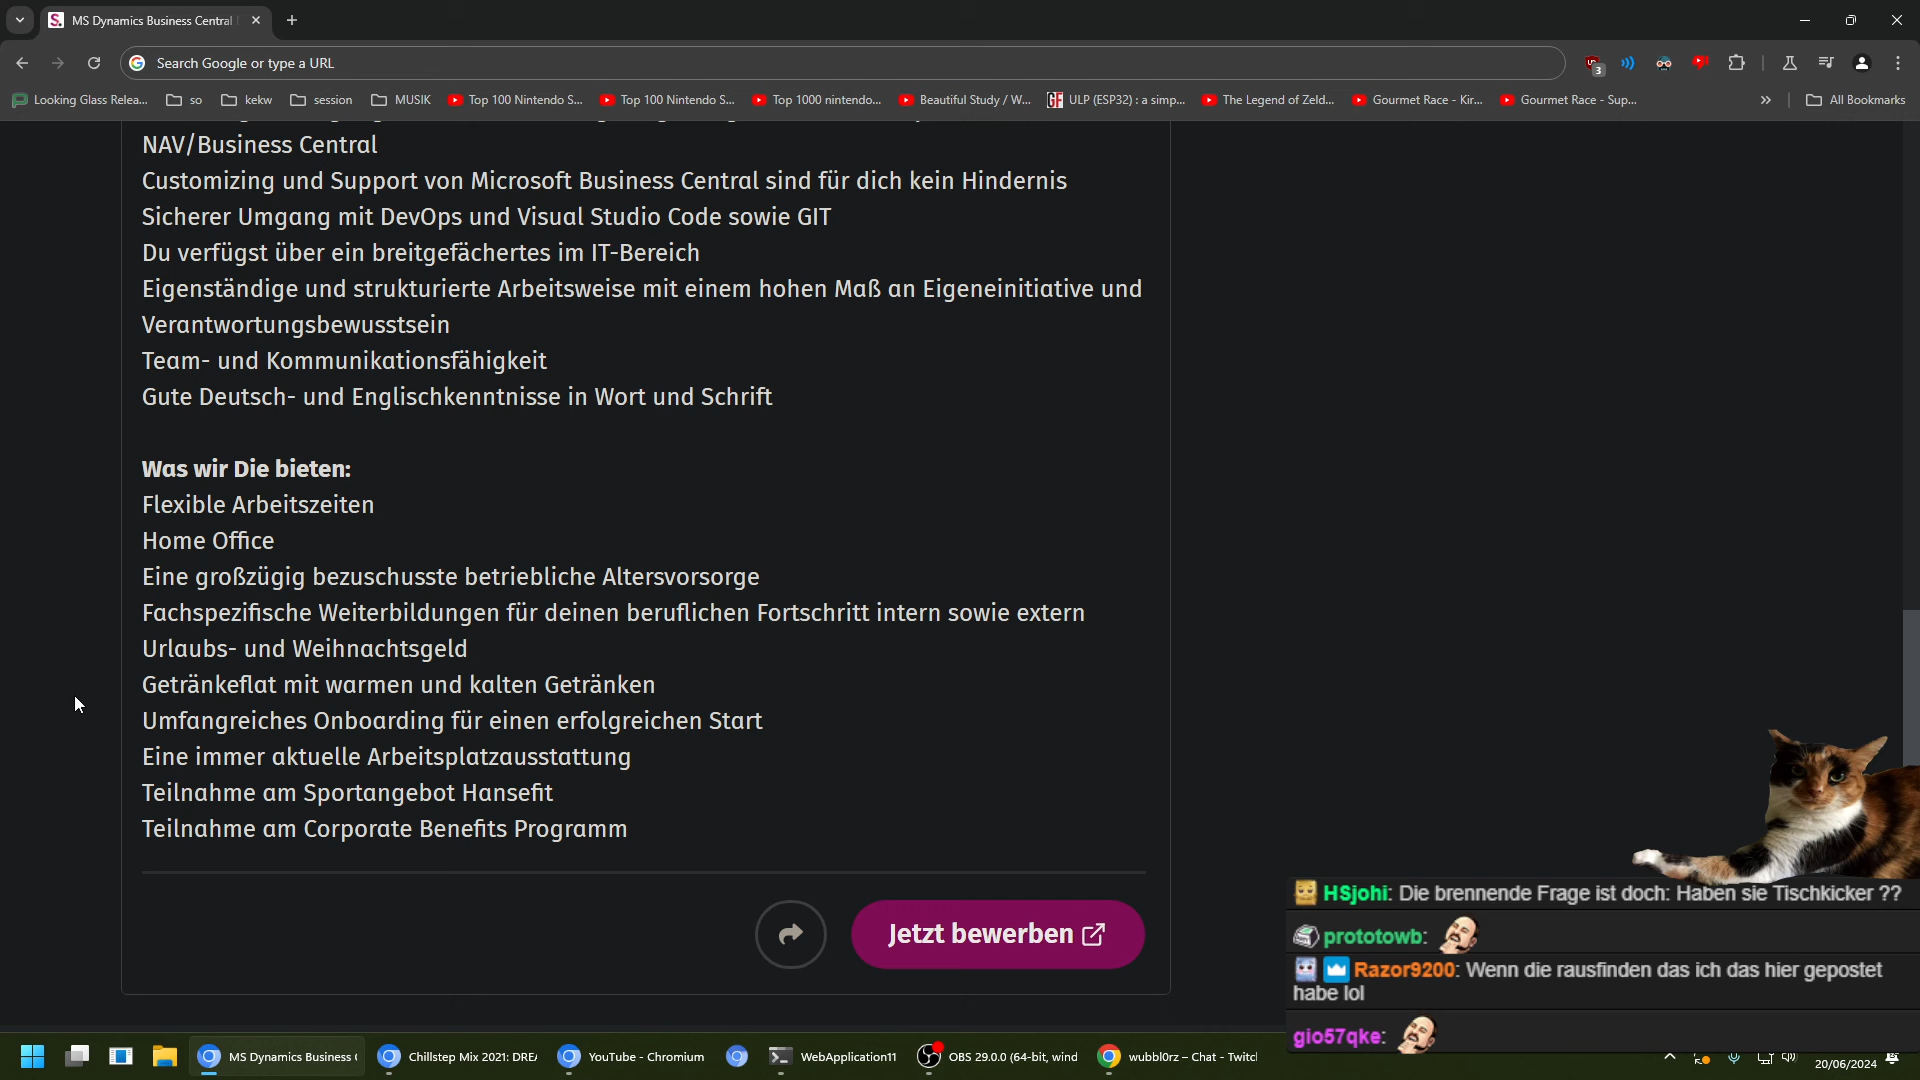 MS Dynamics Business Central
Search Google or type a URL
3
Looking Glass Relea...
so
kekw
session
MUSIK
Top 100 Nintendo S...
Top 100 Nintendo S...
Top 1000 nintendo...
Beautiful Study / W...
GF ULP (ESP32) : a simp...
The Legend of Zeld...
Gourmet Race - Kir...
Gourmet Race - Sup...
All Bookmarks
NAV/Business Central
Customizing und Support von Microsoft Business Central sind für dich kein Hindernis
Sicherer Umgang mit DevOps und Visual Studio Code sowie GIT
Du verfügst über ein breitgefächertes im IT-Bereich
Eigenständige und strukturierte Arbeitsweise mit einem hohen Maß an Eigeneinitiative und
Verantwortungsbewusstsein
Team- und Kommunikationsfähigkeit
Gute Deutsch- und Englischkenntnisse in Wort und Schrift
Was wir Die bieten:
Flexible Arbeitszeiten
Home Office
Eine großzügig bezuschusste betriebliche Altersvorsorge
Fachspezifische Weiterbildungen für deinen beruflichen Fortschritt intern sowie extern
Urlaubs- und Weihnachtsgeld
Getränkeflat mit warmen und kalten Getränken
Umfangreiches Onboarding für einen erfolgreichen Start
Eine immer aktuelle Arbeitsplatzausstattung
Teilnahme am Sportangebot Hansefit
Teilnahme am Corporate Benefits Programm
Jetzt bewerben
HSjohi: Die brennende Frage ist doch: Haben sie Tischkicker ??
prototowb:
Razor9200: Wenn die rausfinden das ich das hier gepostet
habe lol
gio57qke:
MS Dynamics Business C
Chillstep Mix 2021: DREA
YouTube - Chromium
WebApplication11
OBS 29.0.0 (64-bit, wind
wubbl0rz – Chat - Twitch
20/06/2024